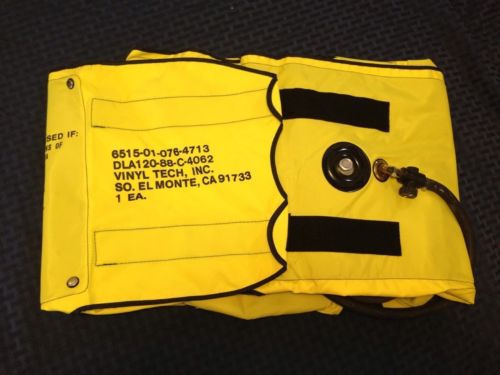 SED IF:
NS OF
6515-01-076-4713
DLA120-88-C-4062
VINYL TECH, INC.
SO. EL MONTE, CA 91733
1 EA.